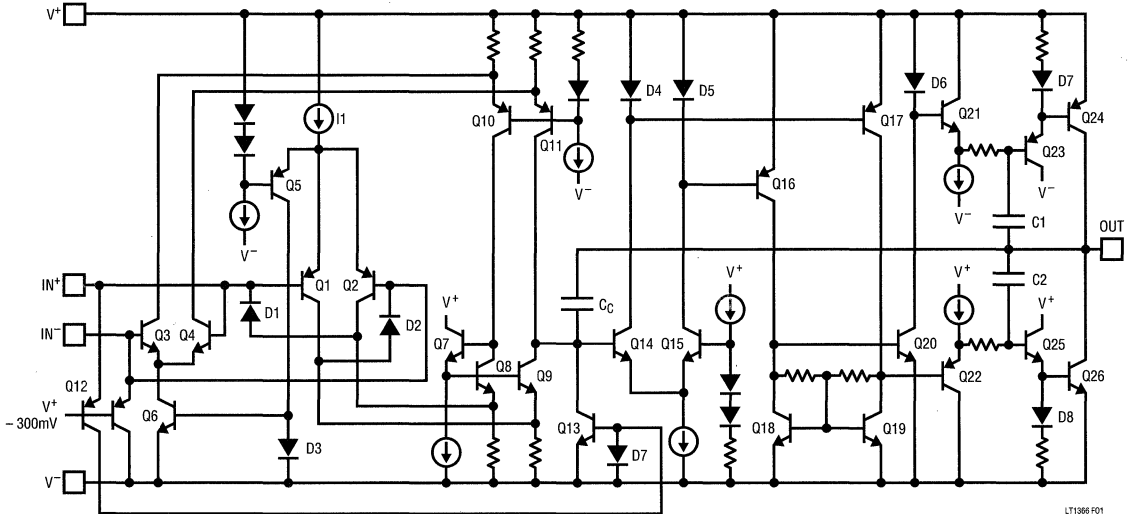 V+
Q10
Q11
D4
D5
D6
Q21
D7
Q24
I1
Q5
V−
V−
Q17
Q16
Q23
V−
V−
C1
OUT
IN+
Q1
Q2
D1
D2
CC
V+
V+
C2
V+
IN−
Q3
Q4
V+
Q7
Q8
Q9
Q14
Q15
Q20
Q22
Q25
Q26
Q12
V+
– 300mV
Q6
D3
Q13
D7
Q18
Q19
D8
V−
LT1366 F01